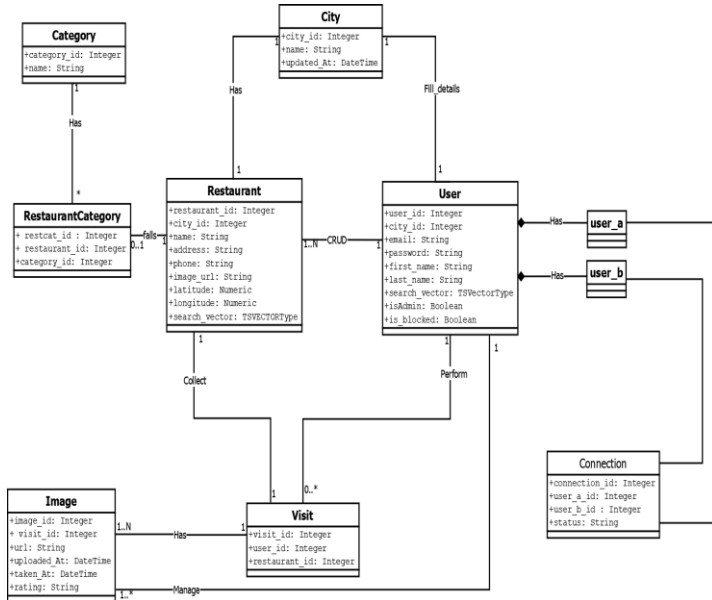 Category
+category_id: Integer
+name: String
1
Has
*
RestaurantCategory
+ restcat_id : Integer
+ restaurant_id: Integer
+category_id: Integer
0..1
falls
1
City
+city_id: Integer
+name: String
+updated_At: DateTime
1
1
Has
1
Fill_details
1
Restaurant
+restaurant_id: Integer
+city_id: Integer
+name: String
+address: String
+phone: String
+image_url: String
+latitude: Numeric
+longitude: Numeric
+search_vector: TSVECTORType
1..N
CRUD
1
User
+user_id: Integer
+city_id: Integer
+email: String
+password: String
+first_name: String
+last_name: Sring
+search_vector: TSVectorType
+isAdmin: Boolean
+is_blocked: Boolean
Has
user_a
Has
user_b
1
Collect
1
1
Perform
0..*
1
Connection
+connection_id: Integer
+user_a_id: Integer
+user_b_id : Integer
+status: String
Image
+image_id: Integer
+ visit_id: Integer
+url: String
+uploaded_At: DateTime
+taken_At: DateTime
+rating: String
1..N
Has
1
Visit
+visit_id: Integer
+user_id: Integer
+restaurant_id: Integer
1..*
Manage